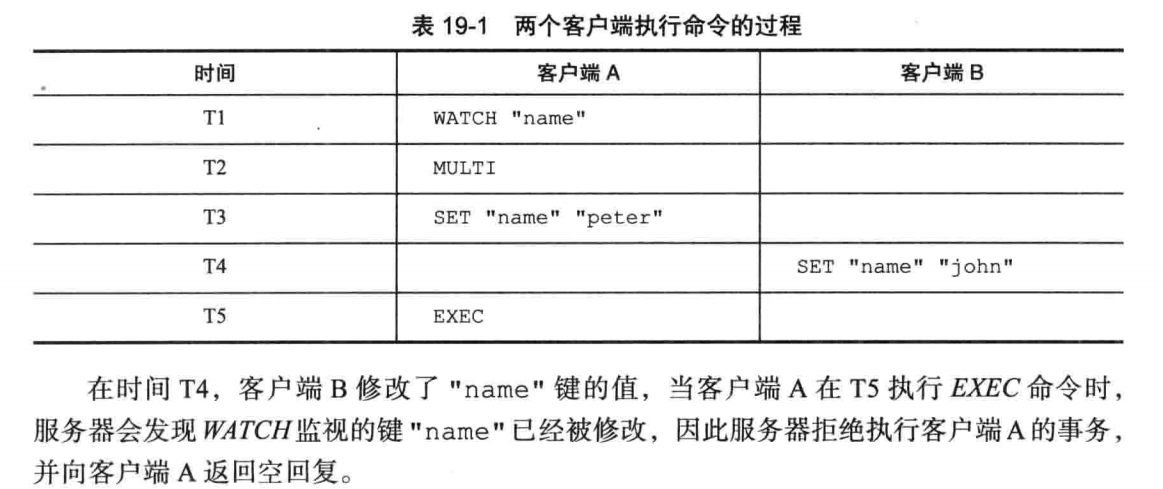 表 19-1 两个客户端执行命令的过程
时间 客户端 A 客户端 B
T1 WATCH "name"
T2 MULTI
T3 SET "name" "peter"
T4 SET "name" "john"
T5 EXEC
在时间 T4，客户端 B 修改了 "name" 键的值，当客户端 A 在 T5 执行 EXEC 命令时，
服务器会发现 WATCH 监视的键 "name" 已经被修改，因此服务器拒绝执行客户端 A 的事务，
并向客户端 A 返回空回复。